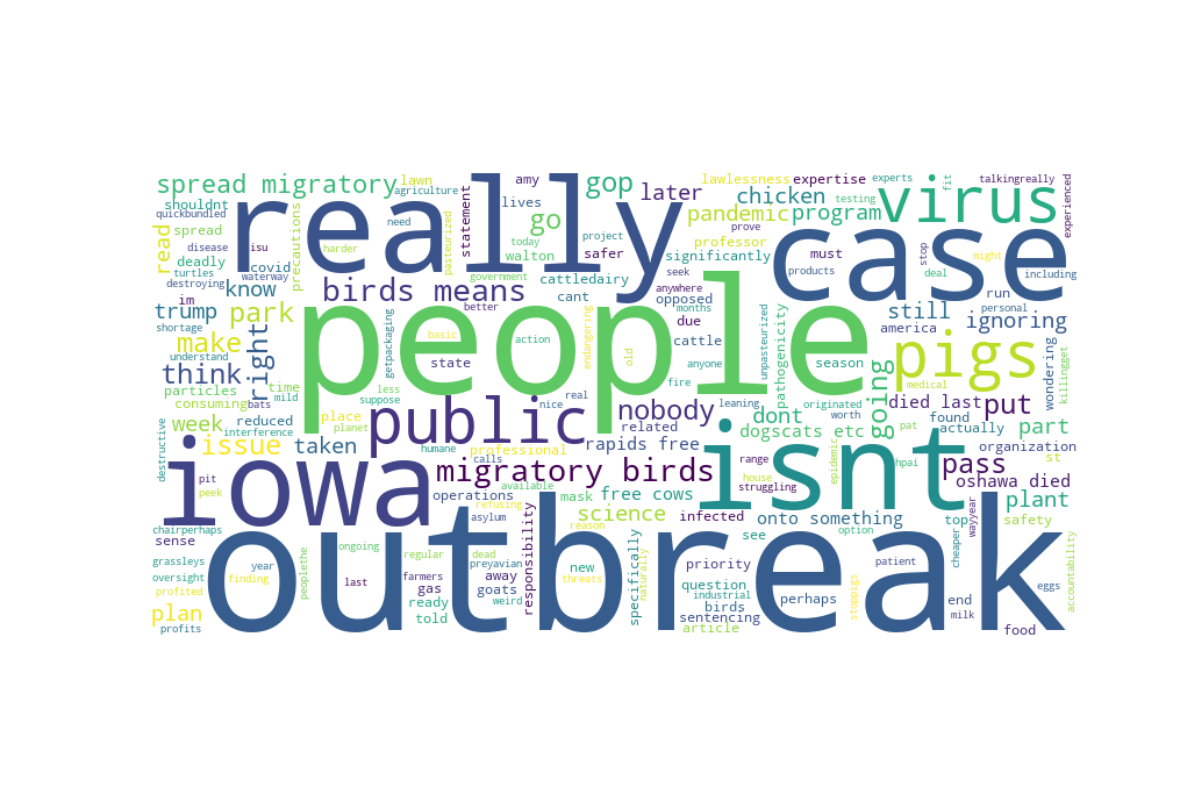 spread migratory
lawn
agriculture
amy
lives
gop
later
lawlessness
expertise
experts
fit
talkingreally
experienced
shouldnt
quickbundled
really
need
statement
go
project
chicken
testing
virus
pandemic
program
read
spread
precautions
harder
pasteurized
today
walton
safer
prove
professor
case
stop
might
disease
isu
deadly
covid
government
cattledairy
significantly
must
turtles
waterway
destroying
know
birds means
better
cant
seek
anywhere
opposed
months
products
deal
including
im
trump
park
people
run
personal
still
america
ignoring
shortage
make
right
getpackaging
basic
action
endangering
old
due
cattle
unpasteurized
pathogenicity
season
pigs
wondering
killingget
understand
think
state
fire
anyone
medical
particles
time
mild
less
suppose
real
nice
leaning
originated
going
died last
put
consuming
bats
week
reduced
interference
place
planet
public
nobody
related
worth
dont
pat
found
actually
part
destructive
issue
taken
humane
professional
rapids free
dogscats etc
isnt
organization
st
iowa
calls
migratory birds
range
epidemic
hpai
pass
oshawa died
pit
peek
available
operations
refusing
mask
free cows
house
struggling
plant
asylum
science
infected
onto something
top
wayyear
safety
chairperhaps
sense
responsibility
reason
see
option
cheaper
accountability
grassleys
peoplethe
ongoing
regular
dead
preyavian
outbreak
specifically
naturally
priority
patient
oversight
finding
year
last
farmers
away
new
threats
question
industrial
stoppigs
end
eggs
profited
gas
goats
weird
birds
perhaps
milk
plan
ready
told
sentencing
profits
article
food